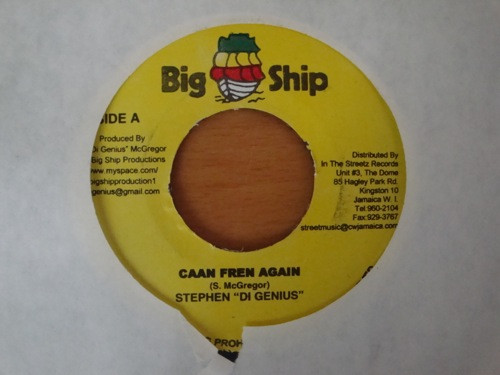 Big Ship
SIDE A
Produced By
"Di Genius" McGregor
Big Ship Productions
www.myspace.com/
bigshipproduction1
genius@gmail.com
Distributed By
In The Streetz Records
Unit #3, The Dome
85 Hagley Park Rd.
Kingston 10
Jamaica W. I.
Tel:960-2104
Fax:929-3767
streetmusic@cwjamaica.com
CAAN FREN AGAIN
(S. McGregor)
STEPHEN "DI GENIUS"